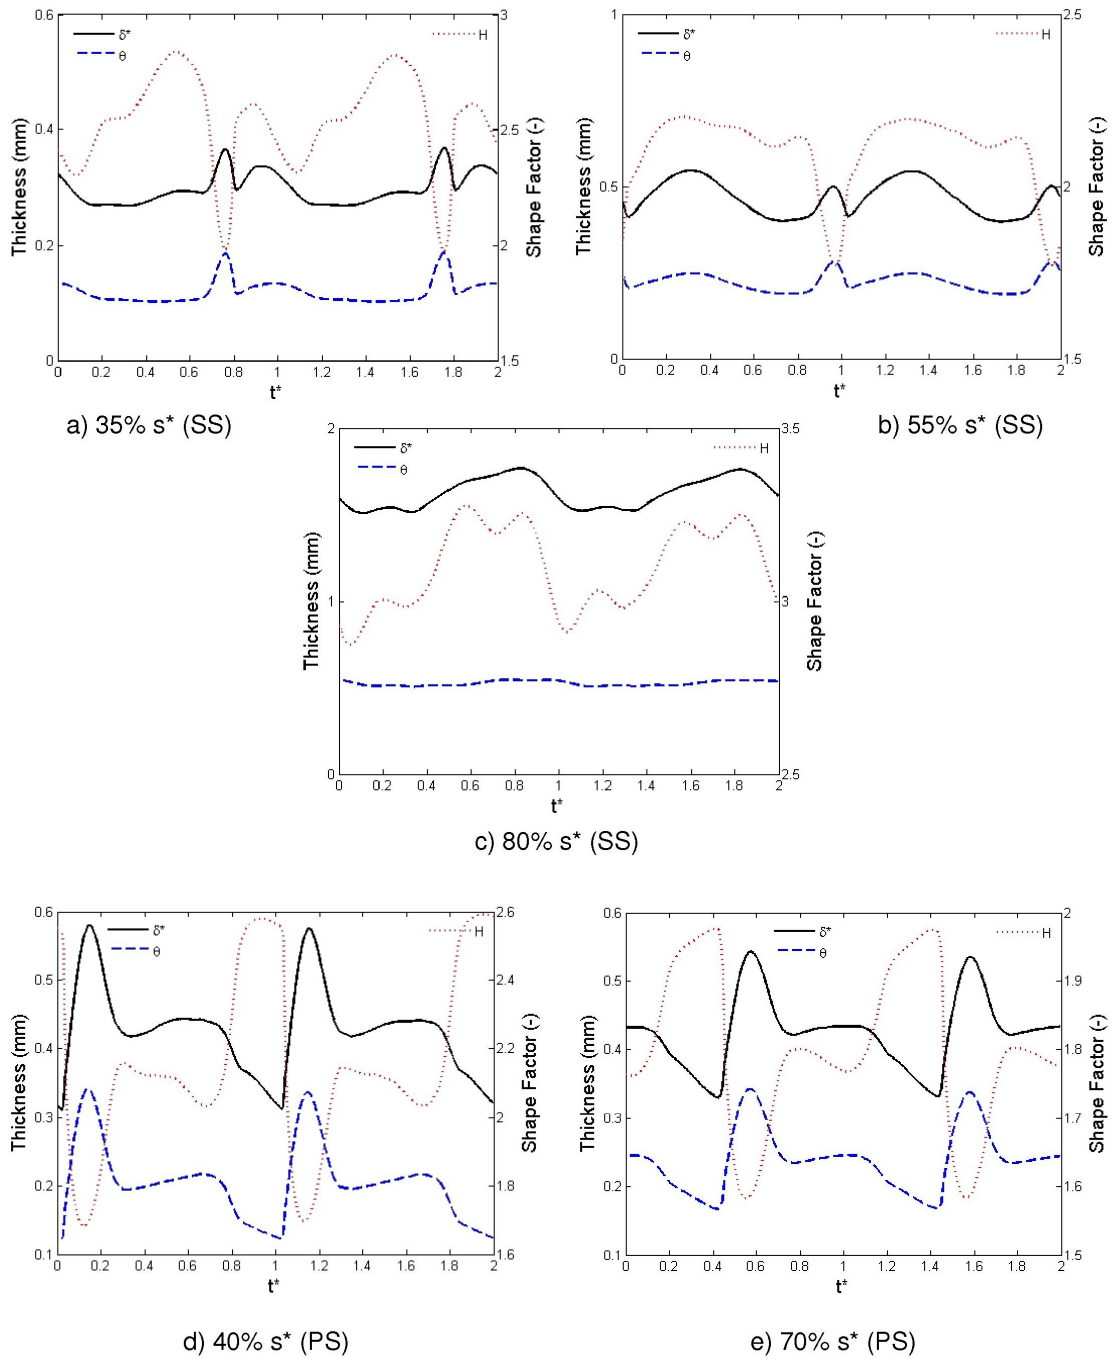 0.6
0.4
0.2
0
Thickness (mm)
δ*
θ
H
3
2.5
2
1.5
Shape Factor (-)
0 0.2 0.4 0.6 0.8 1 1.2 1.4 1.6 1.8 2
t*
a) 35% s* (SS)
1
0.5
0
Thickness (mm)
δ*
θ
H
2.5
2
1.5
Shape Factor (-)
0 0.2 0.4 0.6 0.8 1 1.2 1.4 1.6 1.8 2
t*
b) 55% s* (SS)
2
1
0
Thickness (mm)
δ*
θ
H
3.5
3
2.5
Shape Factor (-)
0 0.2 0.4 0.6 0.8 1 1.2 1.4 1.6 1.8 2
t*
c) 80% s* (SS)
0.6
0.5
0.4
0.3
0.2
0.1
Thickness (mm)
δ*
θ
H
2.6
2.4
2.2
2
1.8
1.6
Shape Factor (-)
0 0.2 0.4 0.6 0.8 1 1.2 1.4 1.6 1.8 2
t*
d) 40% s* (PS)
0.6
0.5
0.4
0.3
0.2
0.1
Thickness (mm)
δ*
θ
H
2
1.9
1.8
1.7
1.6
1.5
Shape Factor (-)
0 0.2 0.4 0.6 0.8 1 1.2 1.4 1.6 1.8 2
t*
e) 70% s* (PS)